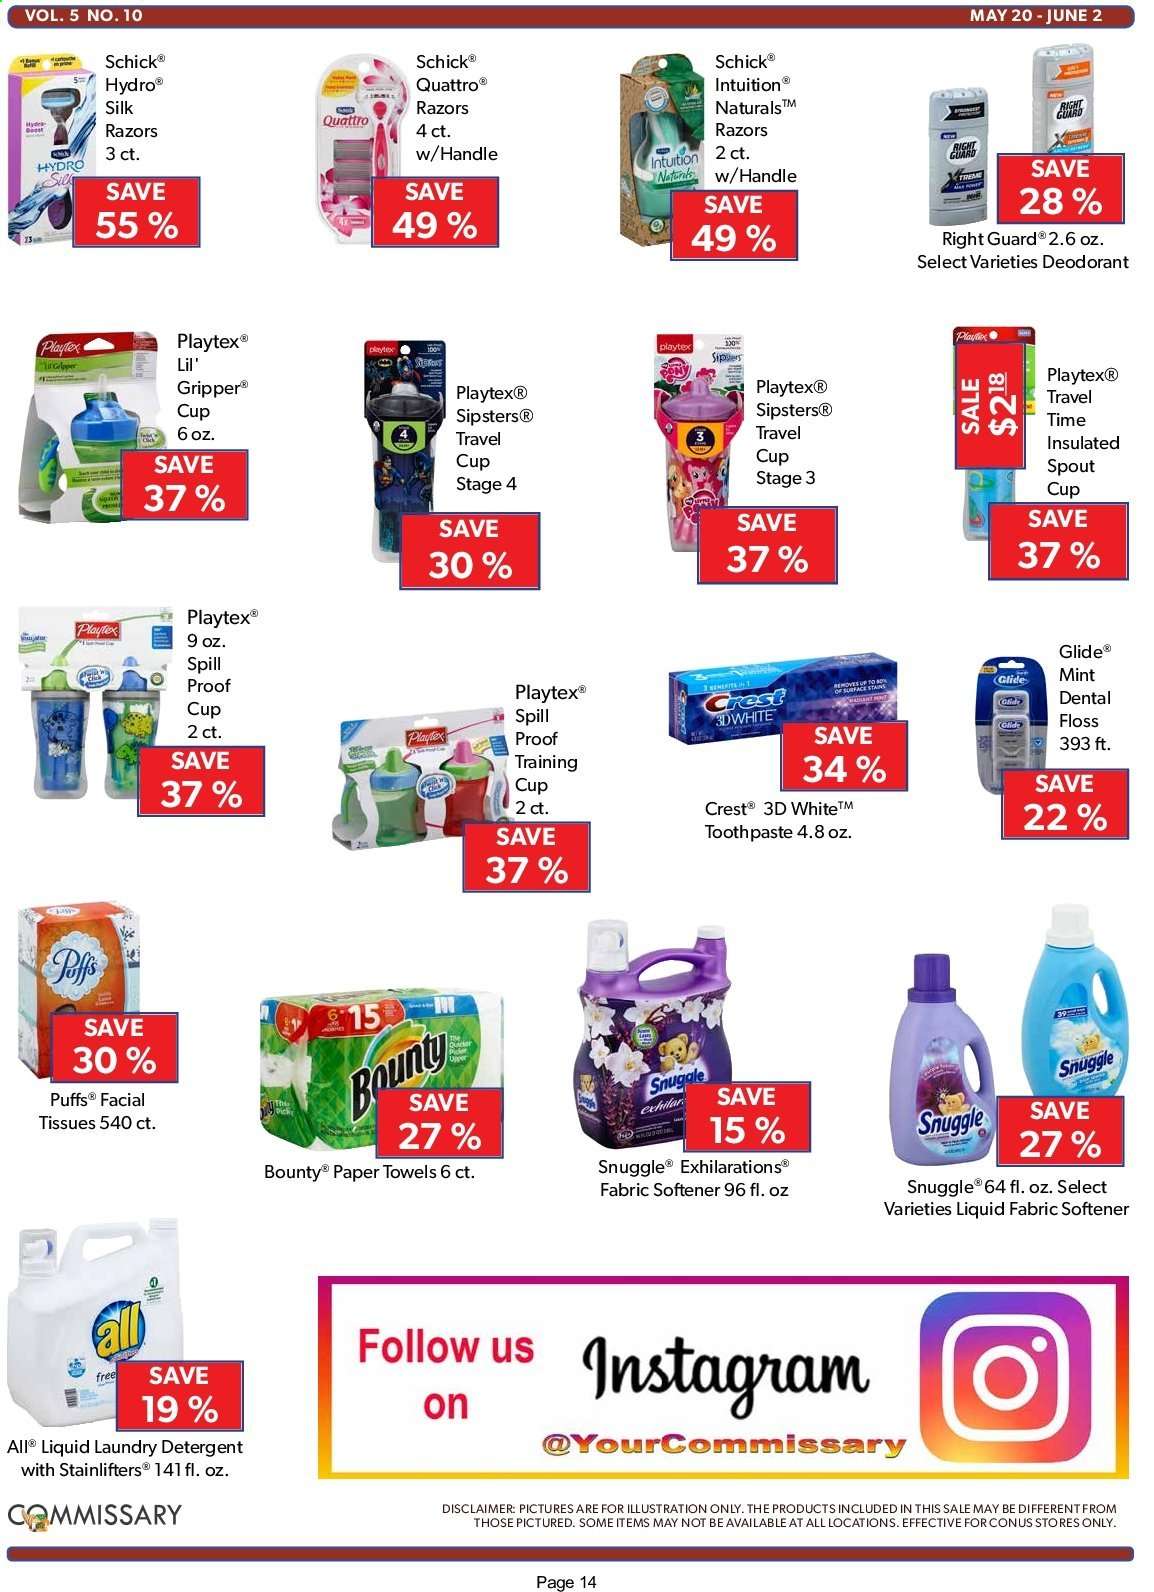 VOL. 5 NO. 10
MAY 20 - JUNE 2
Schick®
Hydro®
Silk
Razors
3 ct.
SAVE
55 %
Schick®
Quattro®
Razors
4 ct.
w/Handle
SAVE
49 %
Schick®
Intuition®
Naturals™
Razors
2 ct.
w/Handle
SAVE
49 %
SAVE
28 %
Right Guard® 2.6 oz.
Select Varieties Deodorant
Playtex®
Lil'
Gripper®
Cup
6 oz.
SAVE
37 %
Playtex®
Sipsters®
Travel
Cup
Stage 4
SAVE
30 %
Playtex®
Sipsters®
Travel
Cup
Stage 3
SAVE
37 %
SALE
$2.18
Playtex®
Travel
Time
Insulated
Spout
Cup
SAVE
37 %
Playtex®
9 oz.
Spill
Proof
Cup
2 ct.
SAVE
37 %
Playtex®
Spill
Proof
Training
Cup
2 ct.
SAVE
37 %
Crest
3D WHITE
SAVE
34 %
Crest® 3D White™
Toothpaste 4.8 oz.
Glide®
Mint
Dental
Floss
393 ft.
SAVE
22 %
Puffs
SAVE
30 %
Puffs® Facial
Tissues 540 ct.
15
Bounty
SAVE
27 %
Bounty® Paper Towels 6 ct.
Snuggle
SAVE
15 %
Snuggle® Exhilarations®
Fabric Softener 96 fl. oz
Snuggle
Snuggle
SAVE
27 %
Snuggle® 64 fl. oz. Select
Varieties Liquid Fabric Softener
all
SAVE
19 %
All® Liquid Laundry Detergent
with Stainlifters® 141 fl. oz.
Follow us
on
Instagram
@YourCommissary
COMMISSARY
DISCLAIMER: PICTURES ARE FOR ILLUSTRATION ONLY. THE PRODUCTS INCLUDED IN THIS SALE MAY BE DIFFERENT FROM
THOSE PICTURED. SOME ITEMS MAY NOT BE AVAILABLE AT ALL LOCATIONS. EFFECTIVE FOR CONUS STORES ONLY.
Page 14